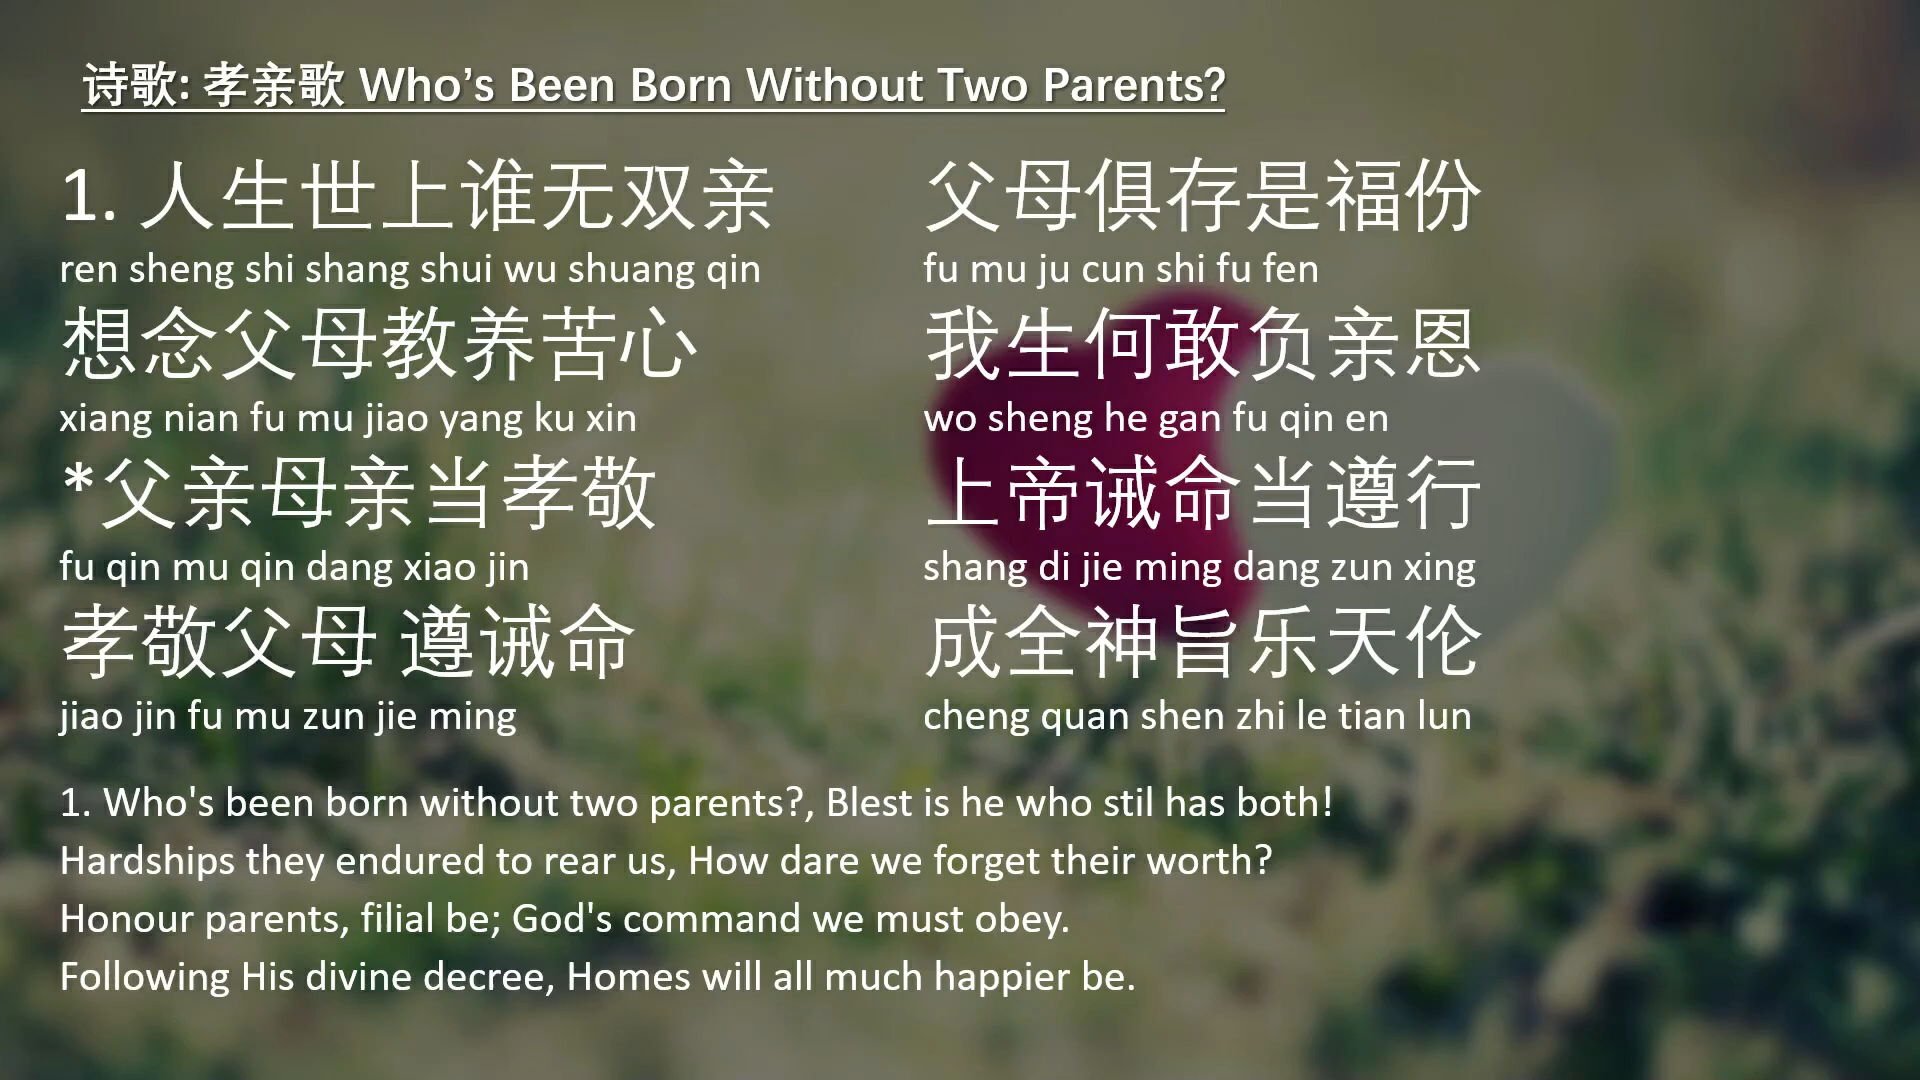 诗歌: 孝亲歌 Who's Been Born Without Two Parents?
1. 人生世上谁无双亲 父母俱存是福份
ren sheng shi shang shui wu shuang qin fu mu ju cun shi fu fen
想念父母教养苦心 我生何敢负亲恩
xiang nian fu mu jiao yang ku xin wo sheng he gan fu qin en
*父亲母亲当孝敬 上帝诫命当遵行
fu qin mu qin dang xiao jin shang di jie ming dang zun xing
孝敬父母 遵诫命 成全神旨乐天伦
jiao jin fu mu zun jie ming cheng quan shen zhi le tian lun
1. Who's been born without two parents?, Blest is he who stil has both!
Hardships they endured to rear us, How dare we forget their worth?
Honour parents, filial be; God's command we must obey.
Following His divine decree, Homes will all much happier be.